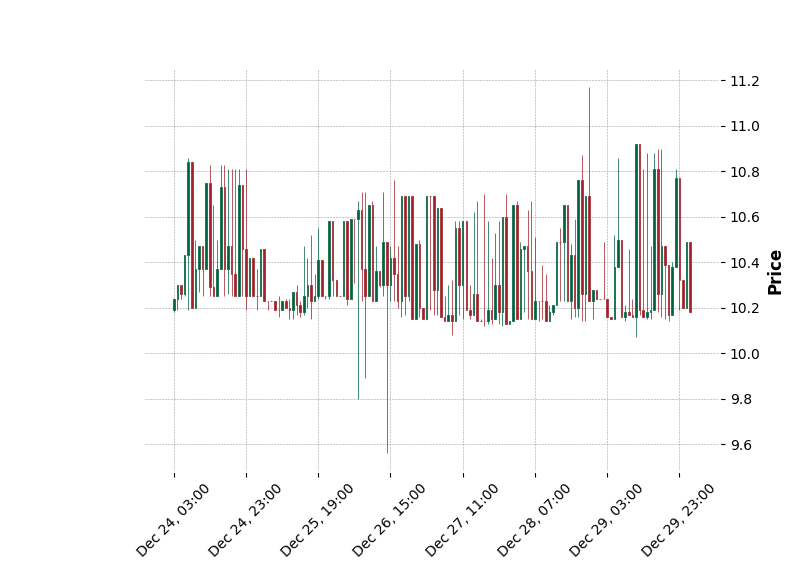 11.2
11.0
10.8
10.6
10.4
10.2
10.0
9.8
9.6
Price
Dec 24, 03:00
Dec 24, 23:00
Dec 25, 19:00
Dec 26, 15:00
Dec 27, 11:00
Dec 28, 07:00
Dec 29, 03:00
Dec 29, 23:00